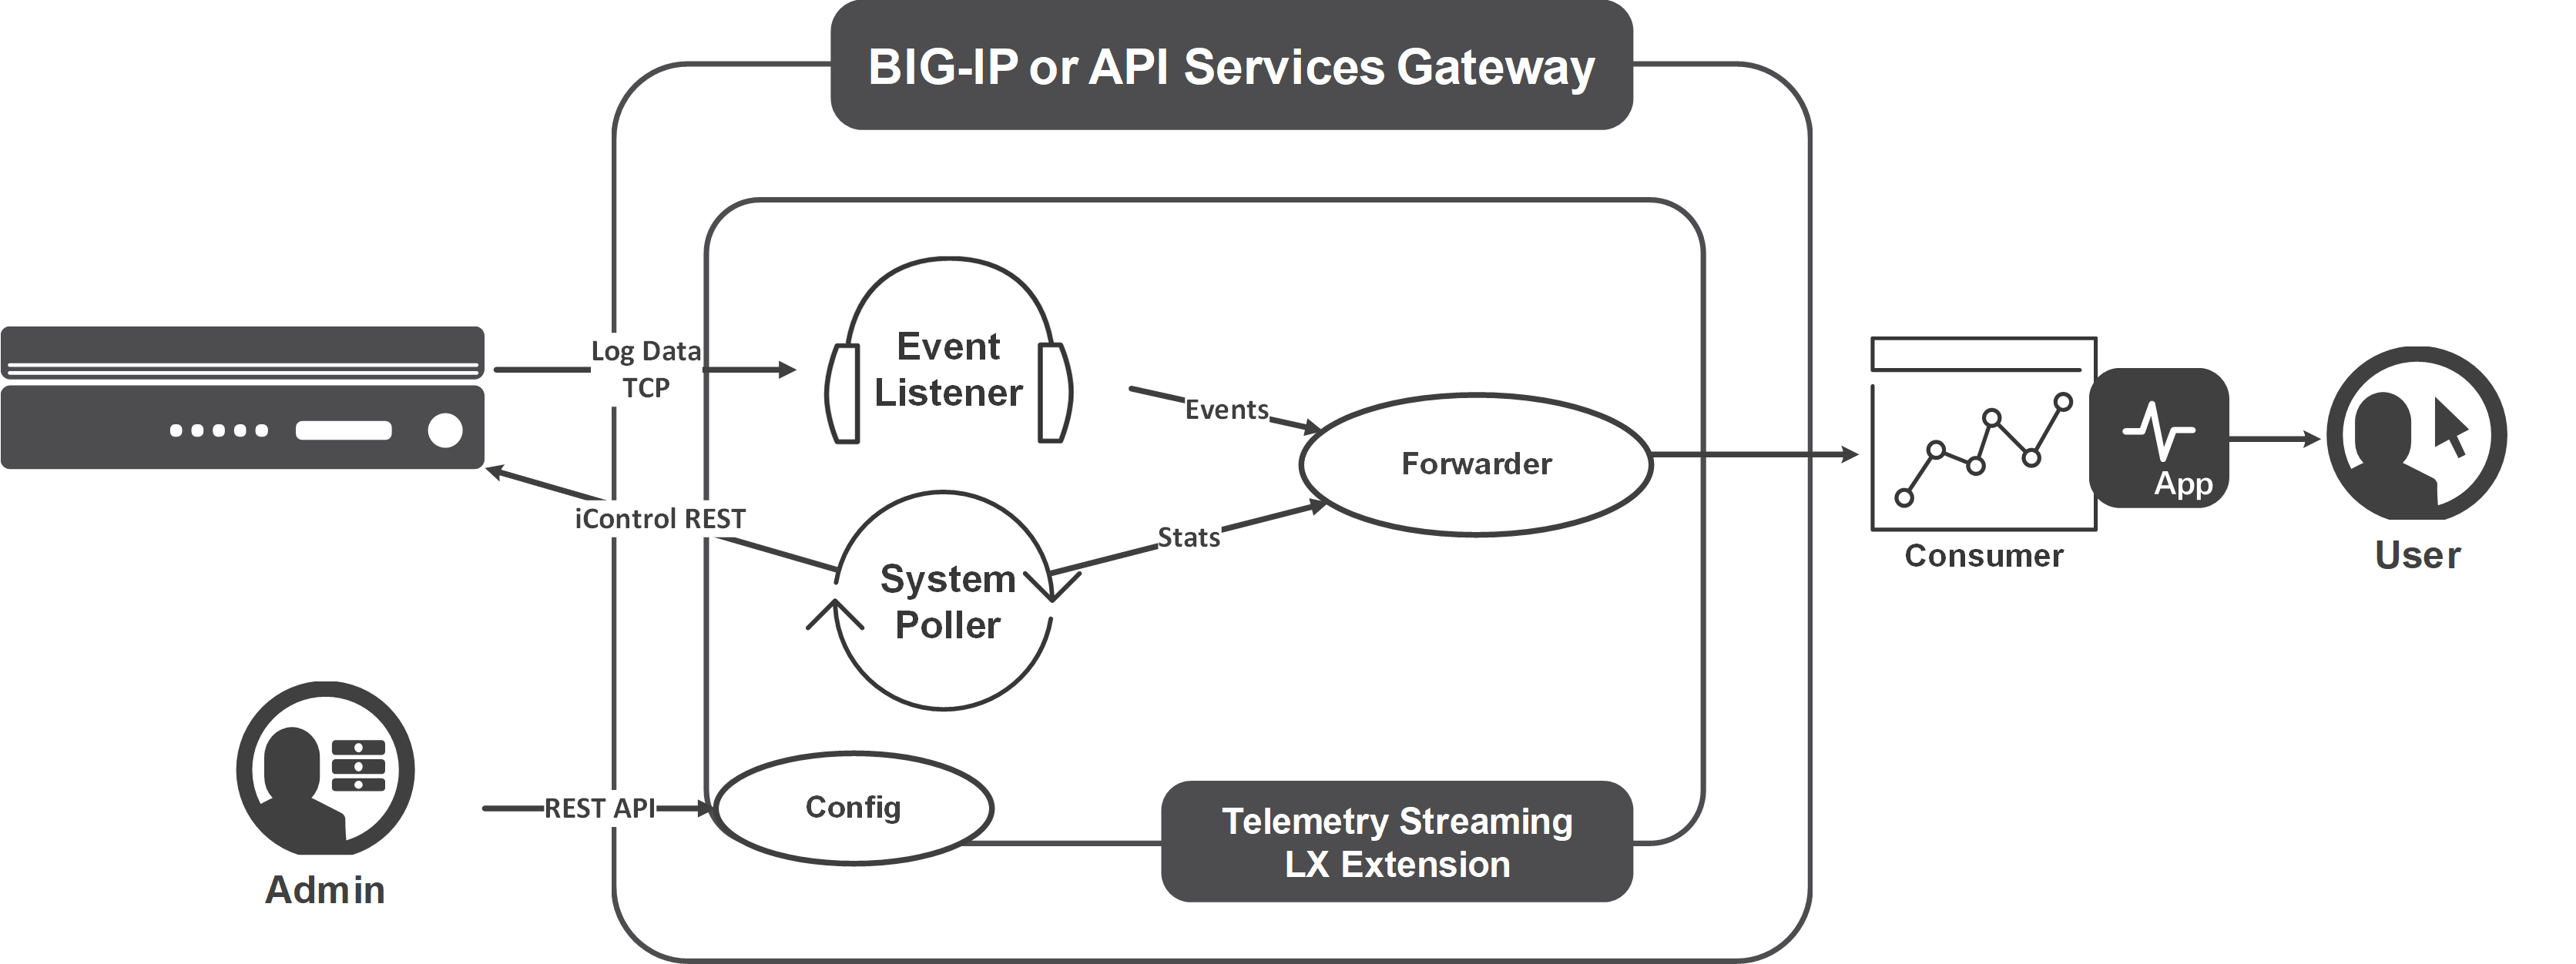 BIG-IP or API Services Gateway
Log Data
TCP
Event
Listener
Events
Forwarder
iControl REST
System
Poller
Stats
App
Consumer
User
REST API
Config
Telemetry Streaming
LX Extension
Admin